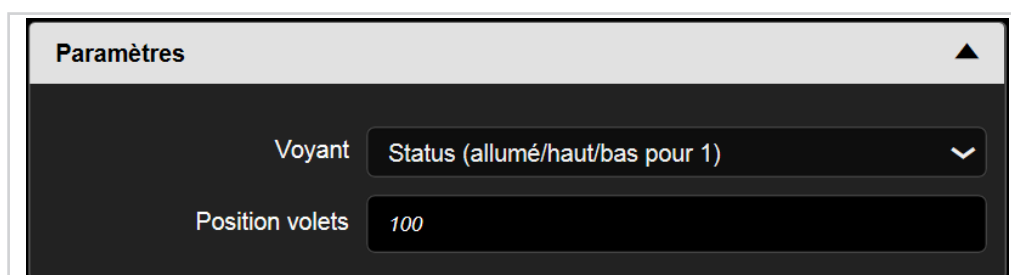 Paramètres
Voyant Status (allumé/haut/bas pour 1)
Position volets 100